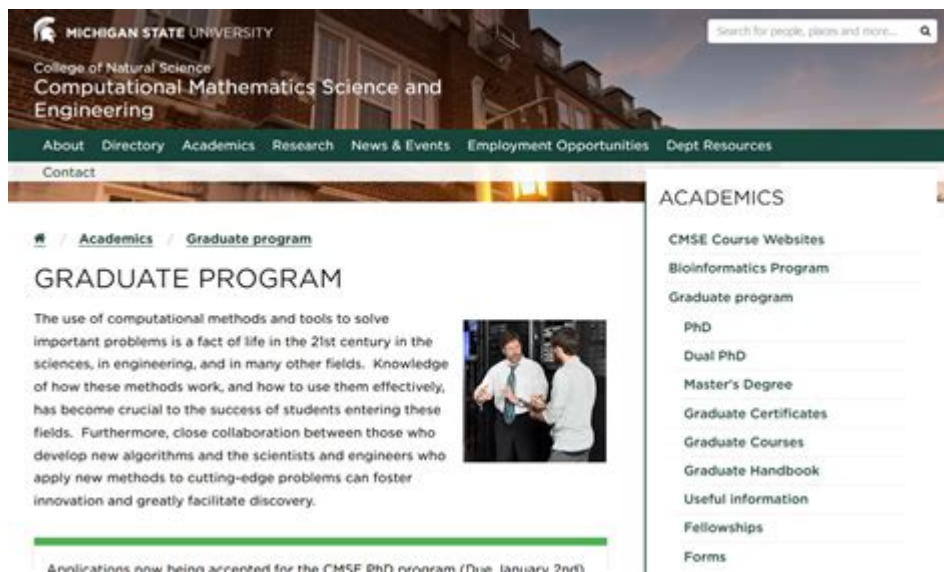 MICHIGAN STATE UNIVERSITY
Search for people, places and more...
College of Natural Science
Computational Mathematics Science and
Engineering
About Directory Academics Research News & Events Employment Opportunities Dept Resources
Contact
/ Academics / Graduate program
GRADUATE PROGRAM
The use of computational methods and tools to solve
important problems is a fact of life in the 21st century in the
sciences, in engineering, and in many other fields. Knowledge
of how these methods work, and how to use them effectively,
has become crucial to the success of students entering these
fields. Furthermore, close collaboration between those who
develop new algorithms and the scientists and engineers who
apply new methods to cutting-edge problems can foster
innovation and greatly facilitate discovery.
Applications now being accepted for the CMSE PhD program (Due January 2nd)
ACADEMICS
CMSE Course Websites
Bioinformatics Program
Graduate program
PhD
Dual PhD
Master's Degree
Graduate Certificates
Graduate Courses
Graduate Handbook
Useful information
Fellowships
Forms